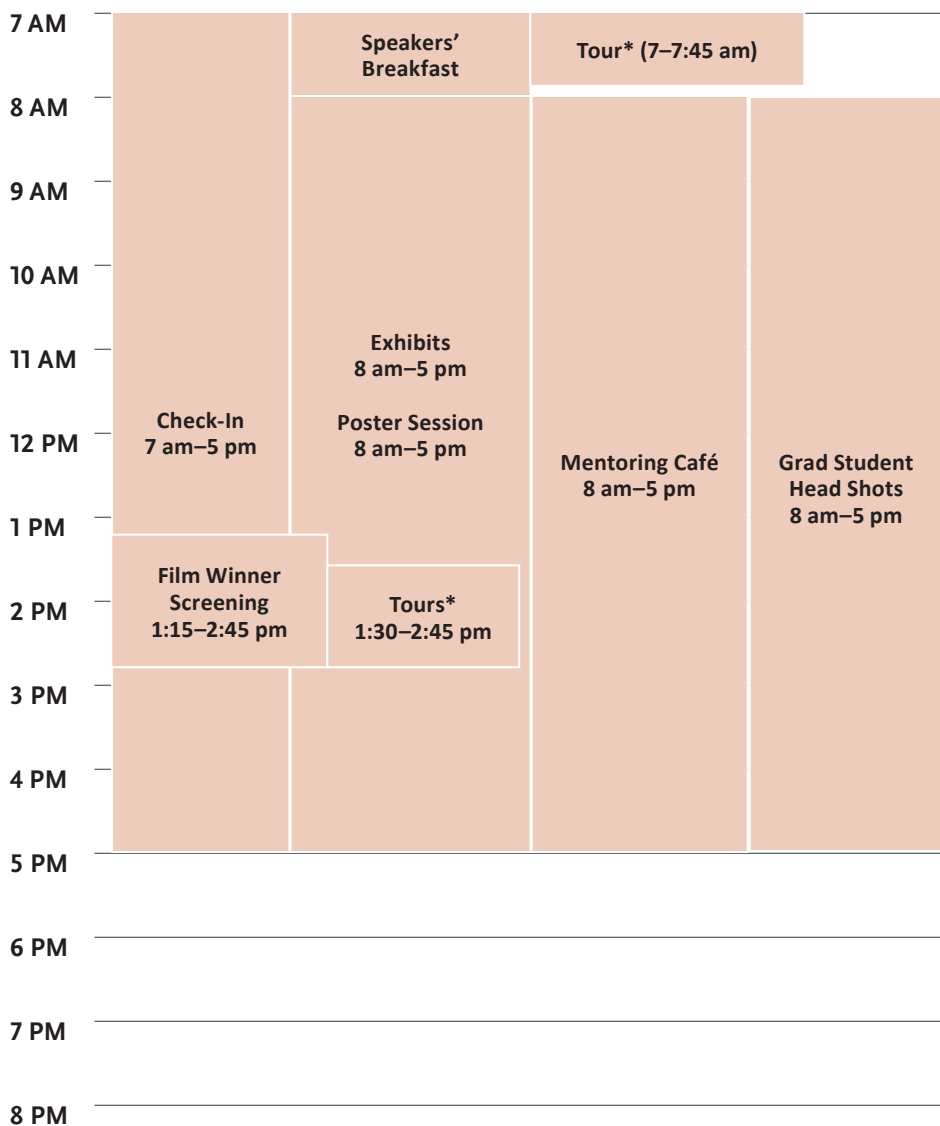 7 AM
Speakers’
Breakfast
Tour* (7–7:45 am)
8 AM
9 AM
10 AM
11 AM
Exhibits
8 am–5 pm
Poster Session
8 am–5 pm
Check-In
7 am–5 pm
12 PM
Mentoring Café
8 am–5 pm
Grad Student
Head Shots
8 am–5 pm
1 PM
Film Winner
Screening
1:15–2:45 pm
Tours*
1:30–2:45 pm
2 PM
3 PM
4 PM
5 PM
6 PM
7 PM
8 PM